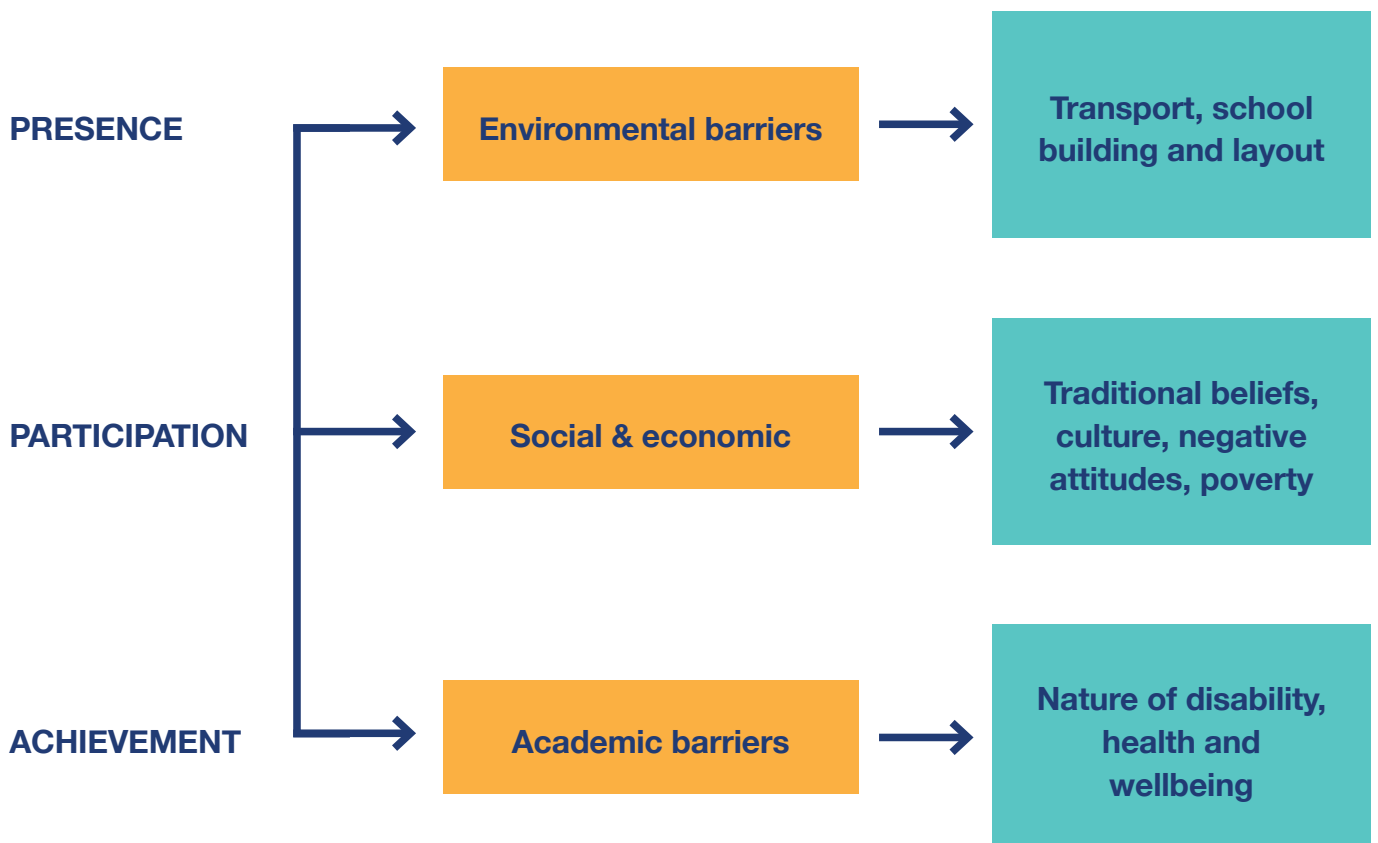 PRESENCE
Environmental barriers
Transport, school
building and layout
PARTICIPATION
Social & economic
Traditional beliefs,
culture, negative
attitudes, poverty
ACHIEVEMENT
Academic barriers
Nature of disability,
health and
wellbeing